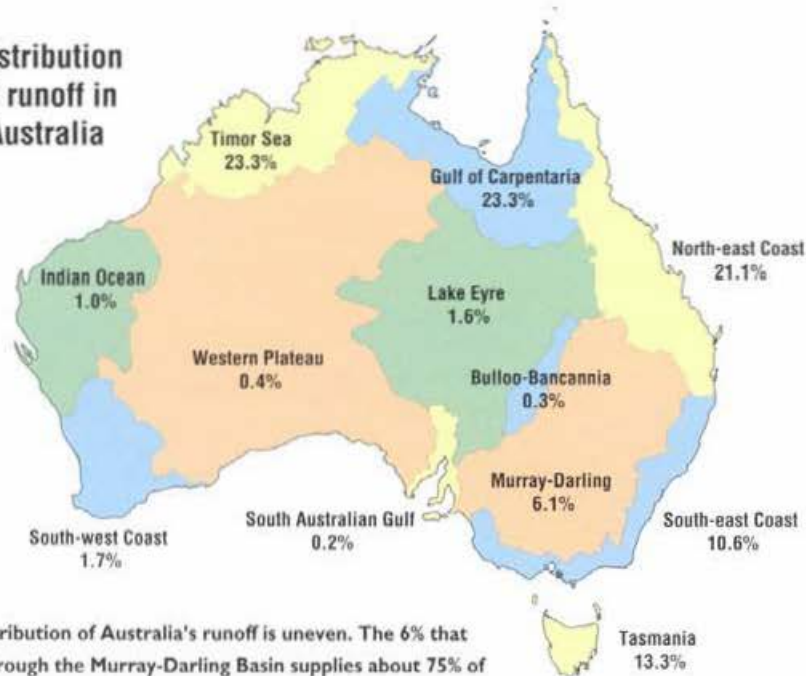 stribution
runoff in
ustralia
Timor Sea
23.3%
Gulf of Carpentaria
23.3%
North-east Coast
21.1%
Indian Ocean
1.0%
Lake Eyre
1.6%
Western Plateau
0.4%
Bulloo-Bancannia
0.3%
Murray-Darling
6.1%
South Australian Gulf
0.2%
South-east Coast
10.6%
South-west Coast
1.7%
Tasmania
13.3%
ribution of Australia's runoff is uneven. The 6% that
rough the Murray-Darling Basin supplies about 75% of